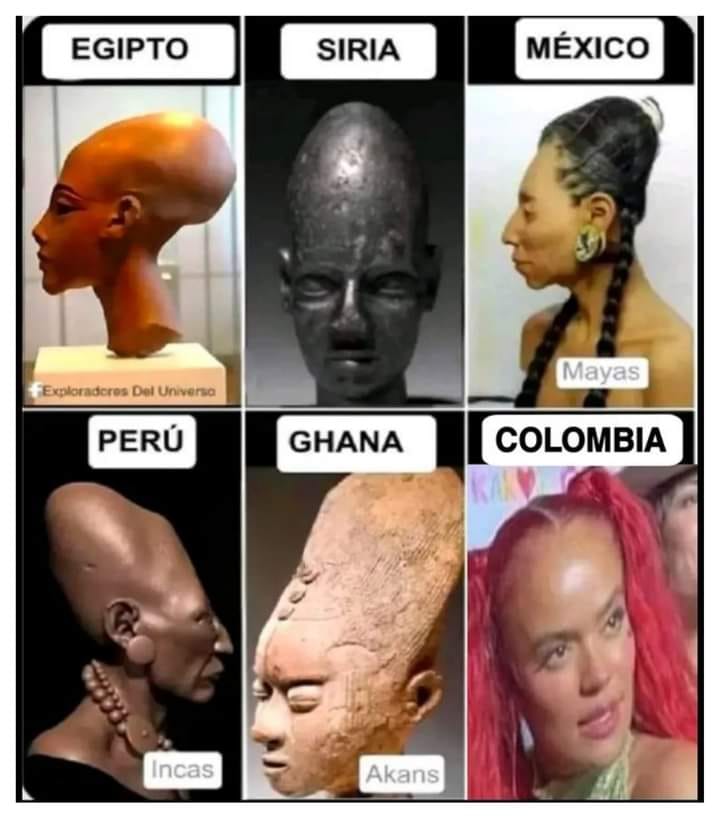 EGIPTO
SIRIA
MÉXICO
Exploradores Del Universo
Mayas
PERÚ
GHANA
COLOMBIA
Incas
Akans